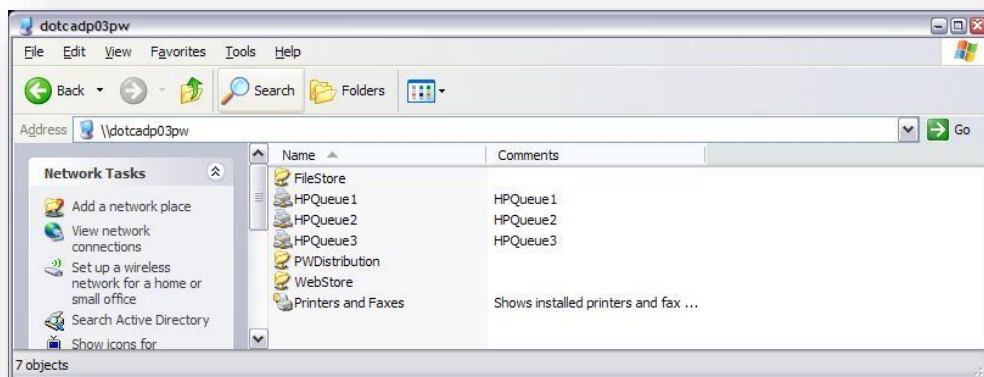 dotcadp03pw
File Edit View Favorites Tools Help
Back Search Folders
Address \\dotcadp03pw Go
Network Tasks
Add a network place
View network
connections
Set up a wireless
network for a home or
small office
Search Active Directory
Show icons for
Name Comments
FileStore
HPQueue1 HPQueue1
HPQueue2 HPQueue2
HPQueue3 HPQueue3
PWDistribution
WebStore
Printers and Faxes Shows installed printers and fax ...
7 objects